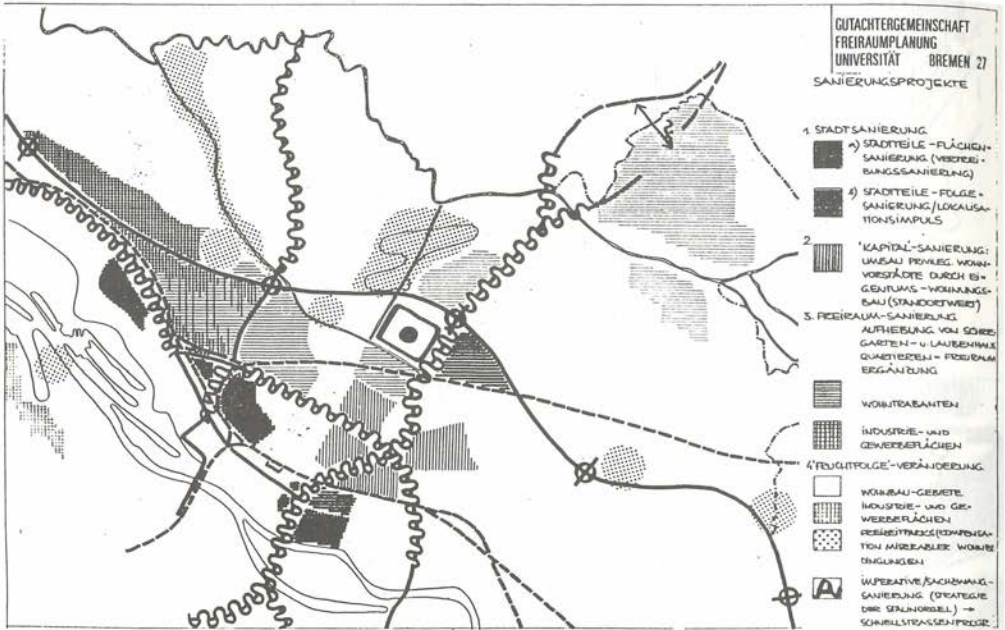 GUTACHTERGEMEINSCHAFT
FREIRAUMPLANUNG
UNIVERSITÄT BREMEN 27
SANIERUNGSPROJEKTE
1. STADTSANIERUNG
a) STADTTEILE-FLÄCHEN-
SANIERUNG (VERTREI-
BUNGSSANIERUNG)
b) STADTTEILE-FOLGE-
SANIERUNG/LOKALISA-
TIONSIMPULS
2. 'KAPITAL'-SANIERUNG:
UMBAU PRIVILEG. WOHN-
VORSTÄDTE DURCH EI-
GENTUMS-WOHNUNGS-
BAU (STANDORTWERT)
3. FREIRAUM-SANIERUNG
AUFHEBUNG VON
GARTEN- U. LAUBENHAUS
QUARTIEREN = FREIRAUM
ERGÄNZUNG
WOHNTRABANTEN
INDUSTRIE- UND
GEWERBEFLÄCHEN
4. 'FRUCHTFOLGE'-VERÄNDERUNG
WOHNBAU-GEBIETE
INDUSTRIE- UND GE-
WERBEFLÄCHEN
FREIZEITPARKS (KOMPENSA-
TION MISERABLER WOHNBE
DINGUNGEN
IMPERATIVE/SACHZWANG-
SANIERUNG (STRATEGIE
DER STALINORGEL) →
SCHNELLSTRASSENPROGR.